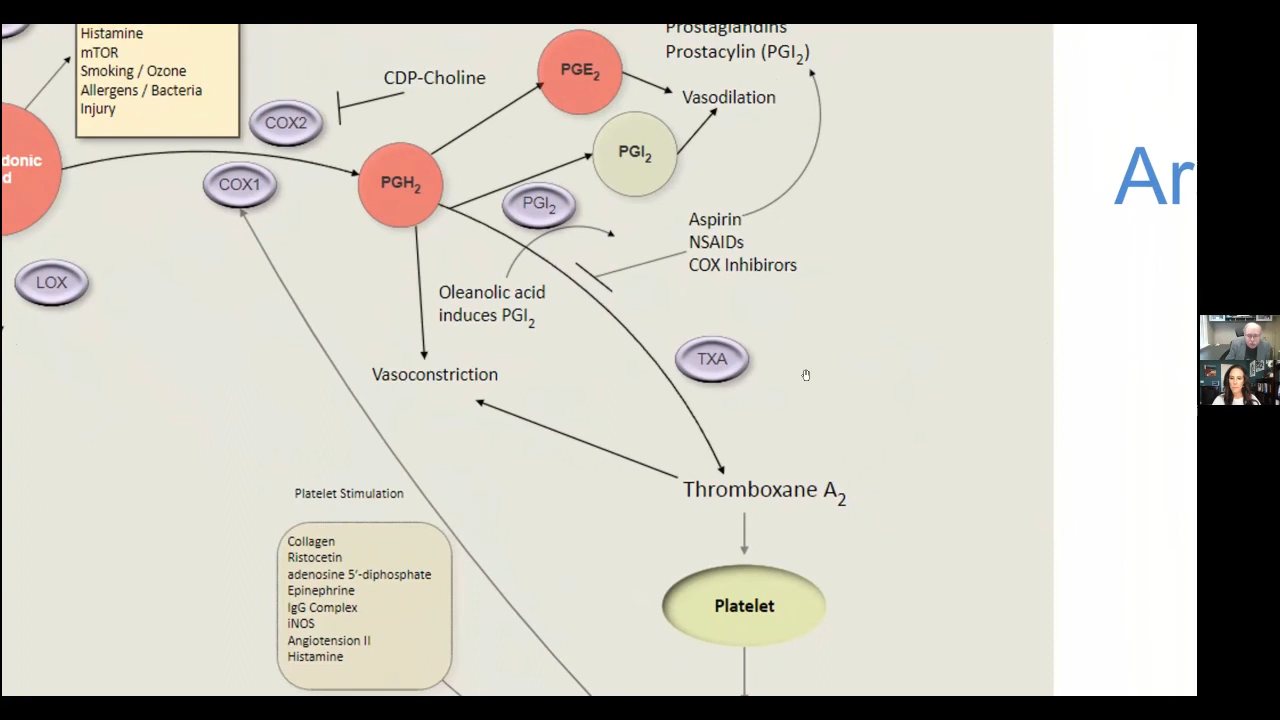 Histamine
mTOR
Smoking / Ozone
Allergens / Bacteria
Injury
Prostaglandins
Prostacylin (PGI2)
CDP-Choline
PGE2
Vasodilation
COX2
PGI2
donic
d
COX1
PGH2
PGI2
Aspirin
NSAIDs
COX Inhibirors
LOX
Oleanolic acid
induces PGI2
TXA
Vasoconstriction
Thromboxane A2
Platelet Stimulation
Collagen
Ristocetin
adenosine 5'-diphosphate
Epinephrine
IgG Complex
iNOS
Angiotension II
Histamine
Platelet
Ar